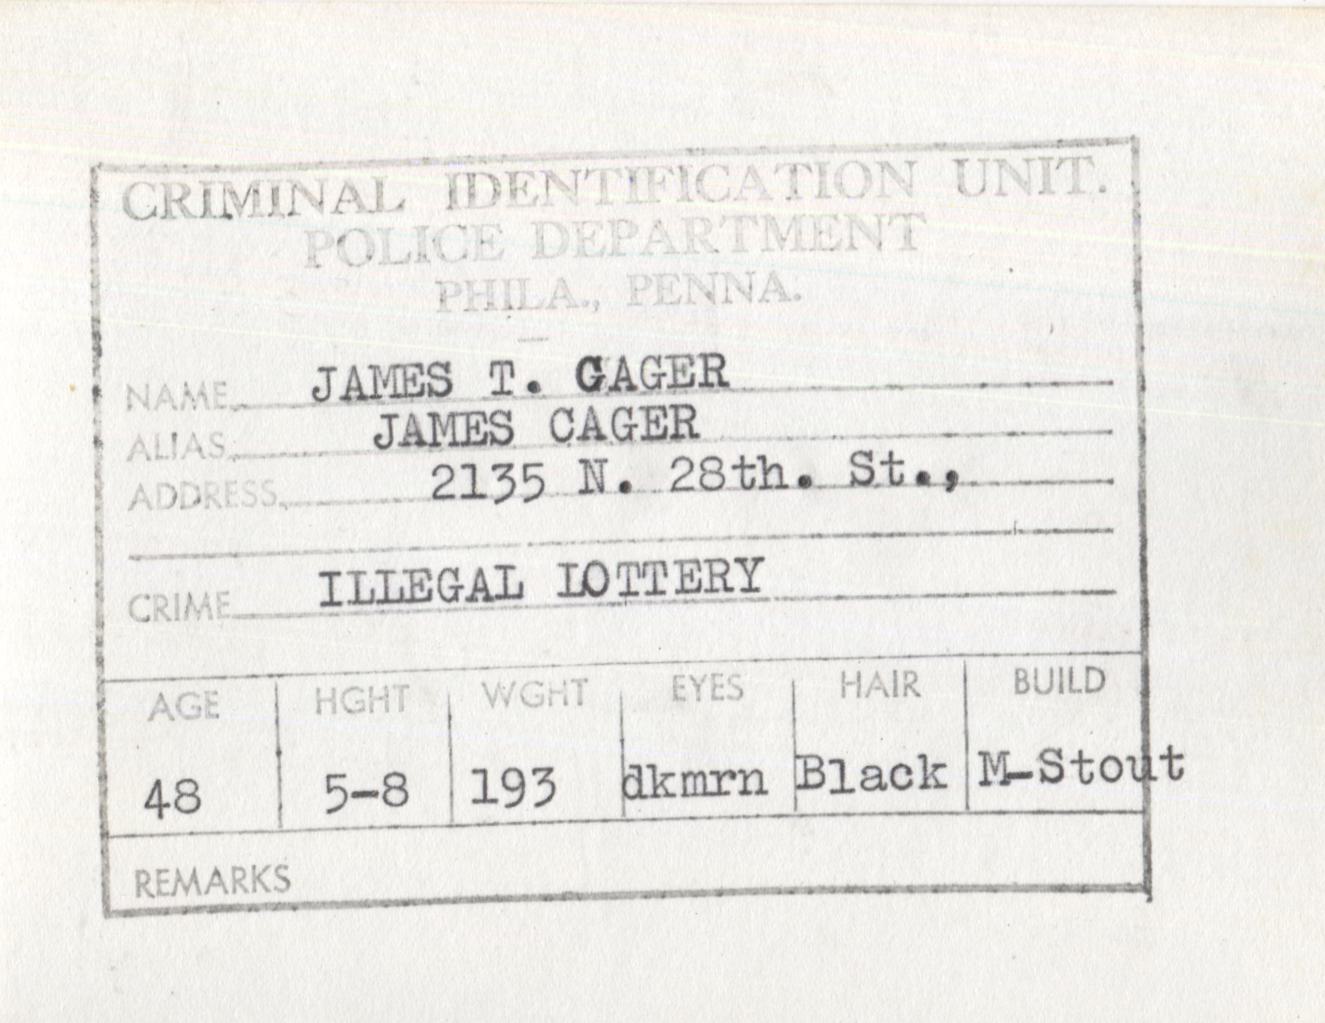 CRIMINAL IDENTIFICATION UNIT.
POLICE DEPARTMENT
PHILA., PENNA.
NAME JAMES T. GAGER
ALIAS JAMES CAGER
ADDRESS 2135 N. 28th. St.,
CRIME ILLEGAL LOTTERY
AGE HGHT WGHT EYES HAIR BUILD
48 5-8 193 dkmrn Black M-Stout
REMARKS